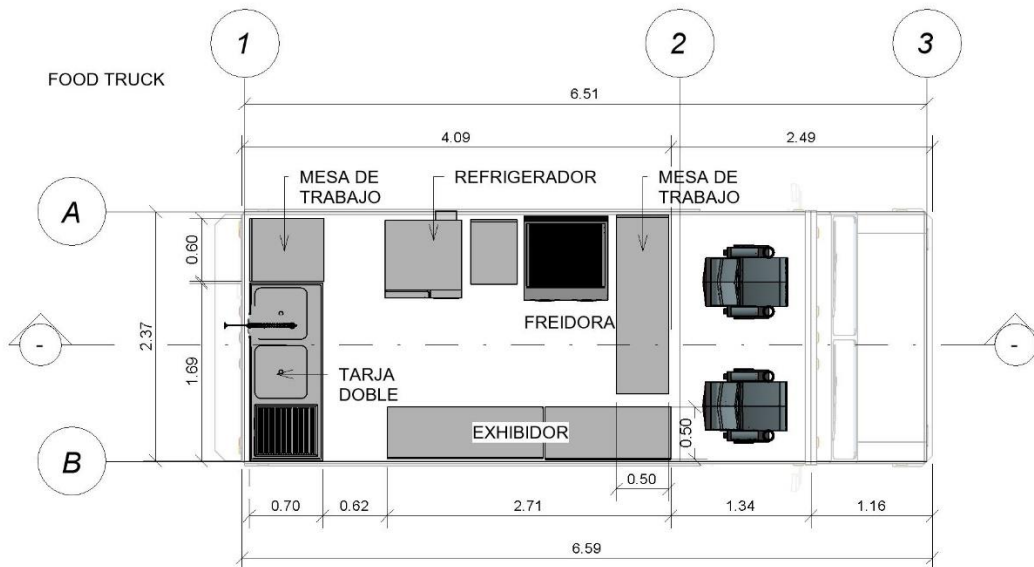 1
2
3
FOOD TRUCK
6.51
4.09
2.49
MESA DE
TRABAJO
REFRIGERADOR
MESA DE
TRABAJO
A
0.60
FREIDORA
2.37
-
-
1.69
TARJA
DOBLE
EXHIBIDOR
0.50
B
0.50
0.70
0.62
2.71
1.34
1.16
6.59